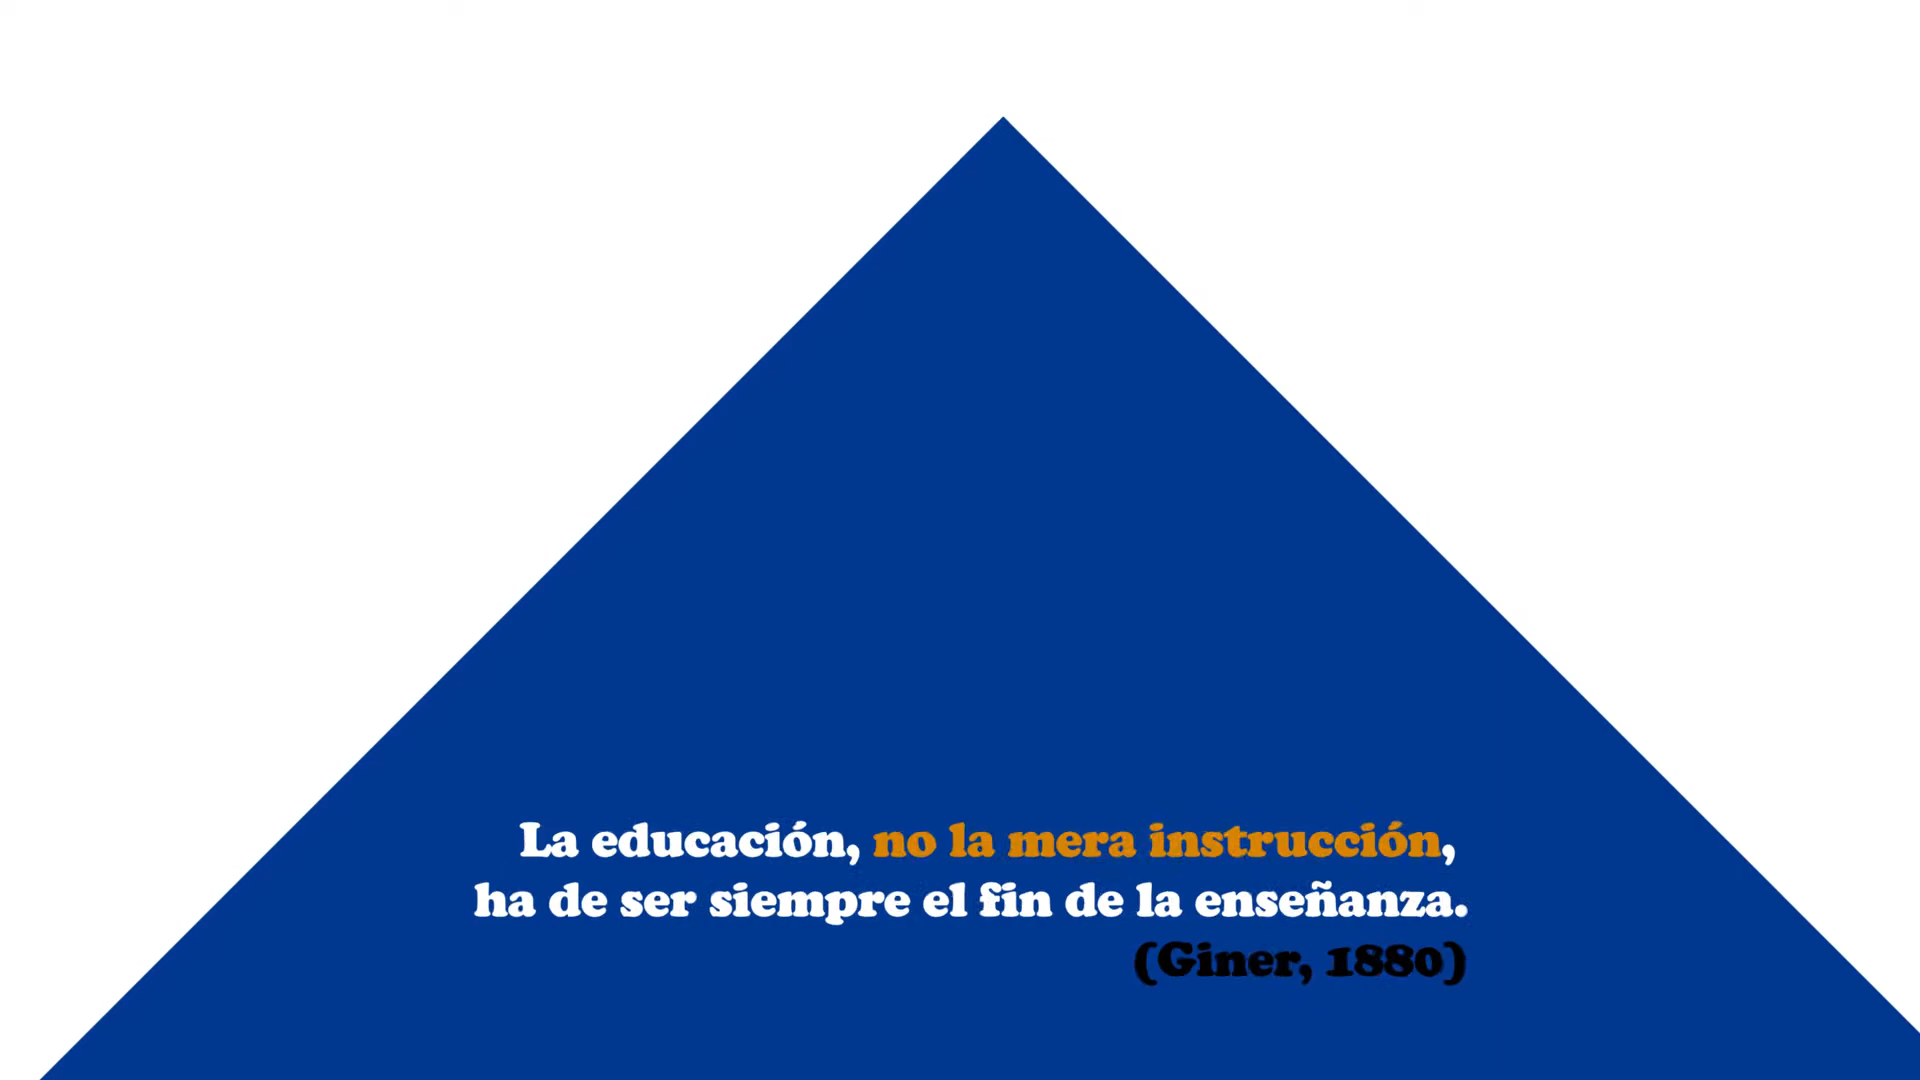 La educación, no la mera instrucción,
ha de ser siempre el fin de la enseñanza.
(Giner, 1880)